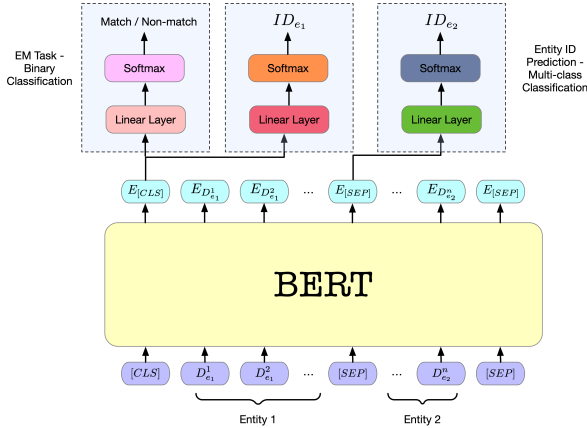 Match / Non-match
ID_{e_1}
ID_{e_2}
EM Task -
Binary
Classification
Entity ID
Prediction -
Multi-class
Classification
Softmax
Softmax
Softmax
Linear Layer
Linear Layer
Linear Layer
E_{[CLS]} E_{D^1_{e_1}} E_{D^2_{e_1}} ... E_{[SEP]} ... E_{D^n_{e_2}} E_{[SEP]}
BERT
[CLS] D^1_{e_1} D^2_{e_1} ... [SEP] ... D^n_{e_2} [SEP]
Entity 1
Entity 2